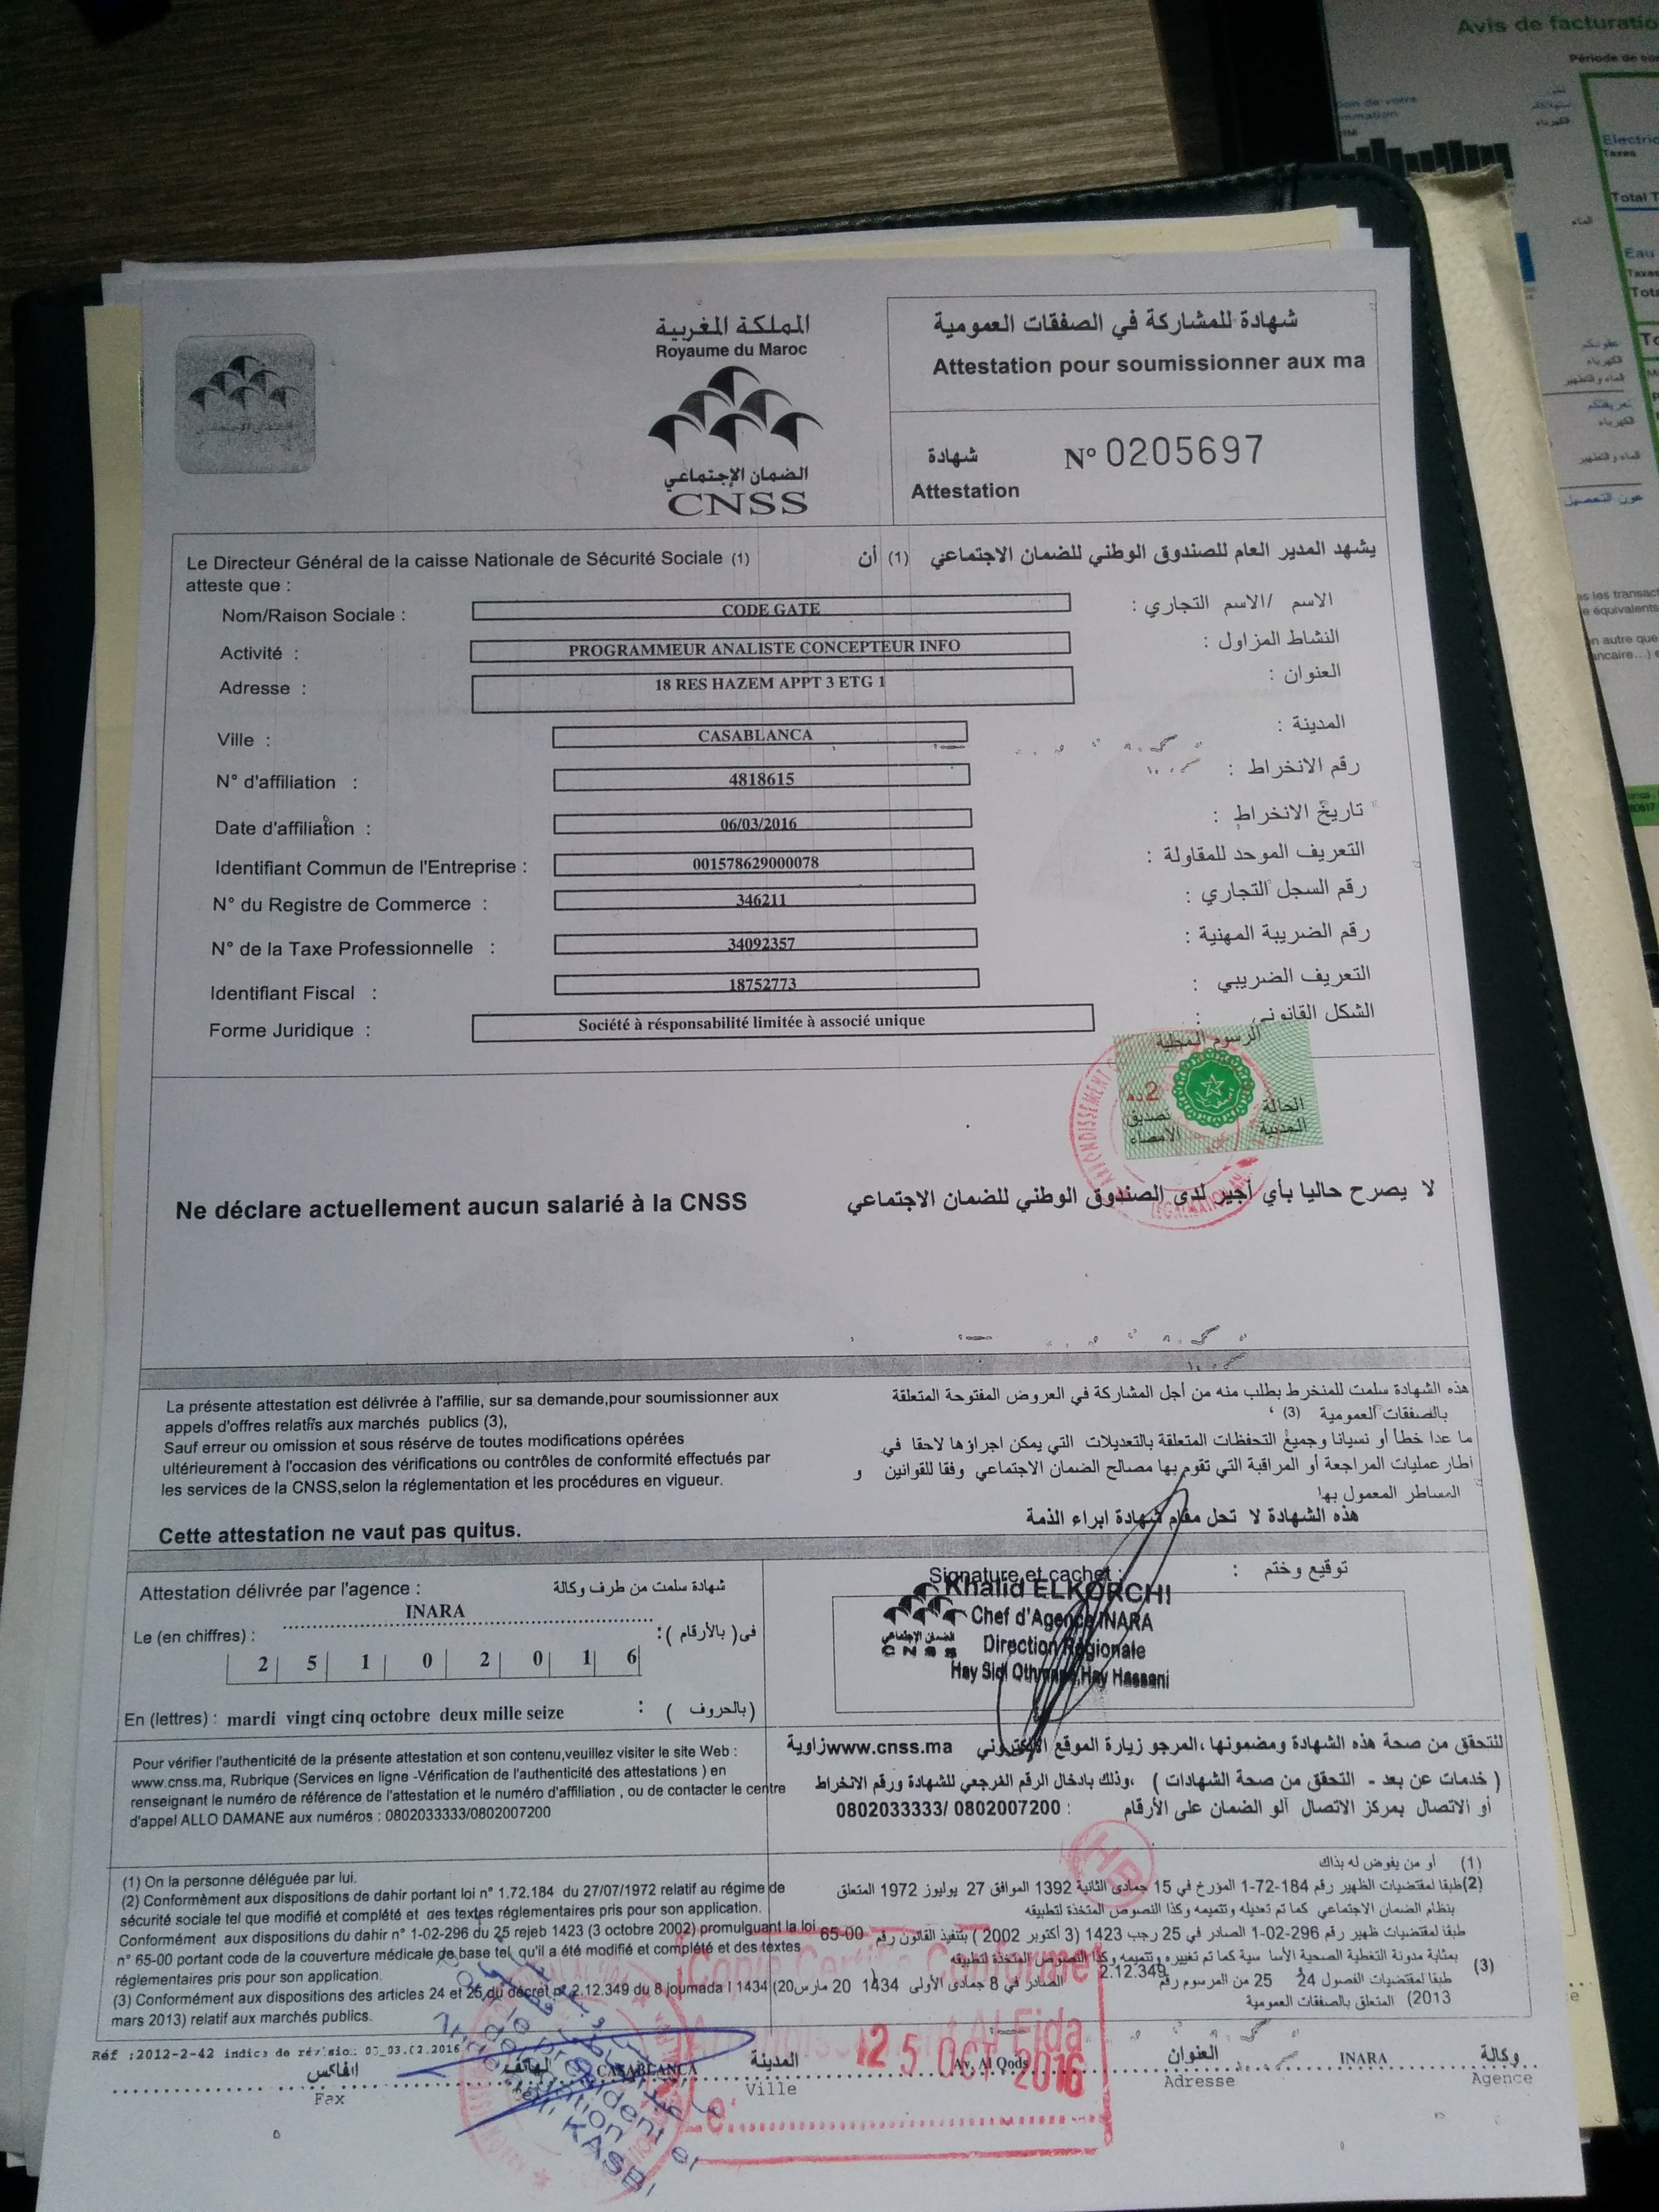 المملكة المغربية
Royaume du Maroc
الضمان الإجتماعي
CNSS
شهادة للمشاركة في الصفقات العمومية
Attestation pour soumissionner aux ma
شهادة
N° 0205697
Attestation
Le Directeur Général de la caisse Nationale de Sécurité Sociale (1)
atteste que :
يشهد المدير العام للصندوق الوطني للضمان الاجتماعي (1) أن
Nom/Raison Sociale : CODE GATE الاسم /الاسم التجاري :
Activité : PROGRAMMEUR ANALISTE CONCEPTEUR INFO النشاط المزاول :
Adresse : 18 RES HAZEM APPT 3 ETG 1 العنوان :
Ville : CASABLANCA المدينة :
N° d'affiliation : 4818615 رقم الانخراط :
Date d'affiliation : 06/03/2016 تاريخ الانخراط :
Identifiant Commun de l'Entreprise : 001578629000078 التعريف الموحد للمقاولة :
N° du Registre de Commerce : 346211 رقم السجل التجاري :
N° de la Taxe Professionnelle : 34092357 رقم الضريبة المهنية :
Identifiant Fiscal : 18752773 التعريف الضريبي :
Forme Juridique : Société à résponsabilité limitée à associé unique الشكل القانوني :
الرسوم المحلية
2
الحالة
المدنية
تصديق
الامضاء
Ne déclare actuellement aucun salarié à la CNSS
لا يصرح حاليا بأي أجير لدى الصندوق الوطني للضمان الاجتماعي
La présente attestation est délivrée à l'affilie, sur sa demande,pour soumissionner aux
appels d'offres relatifs aux marchés publics (3),
Sauf erreur ou omission et sous réserve de toutes modifications opérées
ultérieurement à l'occasion des vérifications ou contrôles de conformité effectués par
les services de la CNSS,selon la réglementation et les procédures en vigueur.
Cette attestation ne vaut pas quitus.
هذه الشهادة سلمت للمنخرط بطلب منه من أجل المشاركة في العروض المفتوحة المتعلقة
بالصفقات العمومية (3) ،
ما عدا خطأ أو نسيانا وجميع التحفظات المتعلقة بالتعديلات التي يمكن اجراؤها لاحقا في
اطار عمليات المراجعة أو المراقبة التي تقوم بها مصالح الضمان الاجتماعي وفقا للقوانين و
المساطر المعمول بها
هذه الشهادة لا تحل مقام شهادة ابراء الذمة
Attestation délivrée par l'agence : شهادة سلمت من طرف وكالة
INARA
Le (en chiffres) : في( بالأرقام ):
2 5 1 0 2 0 1 6
En (lettres) : mardi vingt cinq octobre deux mille seize (بالحروف ) :
Signature et cachet : توقيع وختم :
Khalid ELKORCHI
Chef d'Agence INARA
Direction Régionale
Hay Sidi Othmane Hay Hassani
الضمان الإجتماعي
CNSS
Pour vérifier l'authenticité de la présente attestation et son contenu,veuillez visiter le site Web :
www.cnss.ma, Rubrique (Services en ligne -Vérification de l'authenticité des attestations ) en
renseignant le numéro de référence de l'attestation et le numéro d'affiliation , ou de contacter le centre
d'appel ALLO DAMANE aux numéros : 0802033333/0802007200
للتحقق من صحة هذه الشهادة ومضمونها ،المرجو زيارة الموقع الالكتروني www.cnss.ma زاوية
( خدمات عن بعد - التحقق من صحة الشهادات ) ،وذلك بادخال الرقم المرجعي للشهادة ورقم الانخراط
أو الاتصال بمركز الاتصال آلو الضمان على الأرقام : 0802033333/ 0802007200
HB
(1) On la personne déléguée par lui.
(2) Conformèment aux dispositions de dahir portant loi n° 1.72.184 du 27/07/1972 relatif au régime de
sécurité sociale tel que modifié et complété et des textes réglementaires pris pour son application.
Conformément aux dispositions du dahir n° 1-02-296 du 25 rejeb 1423 (3 octobre 2002) promulguant la loi
n° 65-00 portant code de la couverture médicale de base tel qu'il a été modifié et complété et des textes
réglementaires pris pour son application.
(3) Conformément aux dispositions des articles 24 et 25 du décret n° 2.12.349 du 8 joumada I 1434 (20
mars 2013) relatif aux marchés publics.
(1) أو من يفوض له بذاك
(2)طبقا لمقتضيات الظهير رقم 184-72-1 المؤرخ في 15 جمادى الثانية 1392 الموافق 27 يوليوز 1972 المتعلق
بنظام الضمان الاجتماعي كما تم تعديله وتتميمه وكذا النصوص المتخذة لتطبيقه
طبقا لمقتضيات ظهير رقم 296-02-1 الصادر في 25 رجب 1423 (3 أكتوبر 2002 ) بتنفيذ القانون رقم 65-00
بمثابة مدونة التغطية الصحية الأسا سية كما تم تغييره وتتميمه وكذا النصوص المتخذة لتطبيقه
(3) طبقا لمقتضيات الفصول 24 25 من المرسوم رقم 2.12.349 الصادر في 8 جمادى الأولى 1434 20 مارس
2013) المتعلق بالصفقات العمومية
Copie Certifiée Conforme
Arrondissement Al Fida
25 OCT 2016
Le:
Réf :2012-2-42 indice de révision 03.02.2016
الفاكس
Fax
الهاتف
CASABLANCA
المدينة
Ville
Av, Al Qods
العنوان
Adresse
INARA
وكالة
Agence
Avis de facturatio
Electric
Taxes
Total T
Eau
Taxes